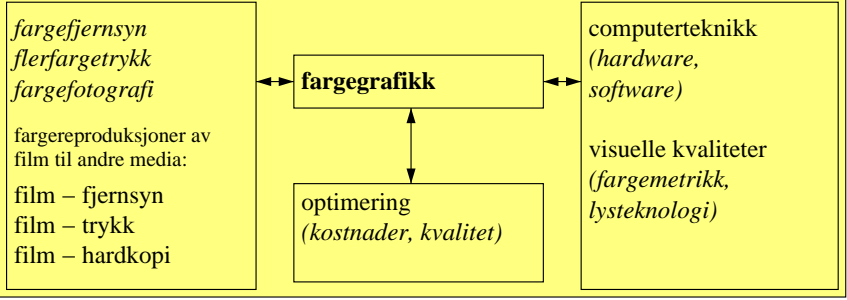 fargefjernsyn
flerfargetrykk
fargefotografi
fargereproduksjoner av
film til andre media:
film – fjernsyn
film – trykk
film – hardkopi
fargegrafikk
optimering
(kostnader, kvalitet)
computerteknikk
(hardware,
software)
visuelle kvaliteter
(fargemetrikk,
lysteknologi)